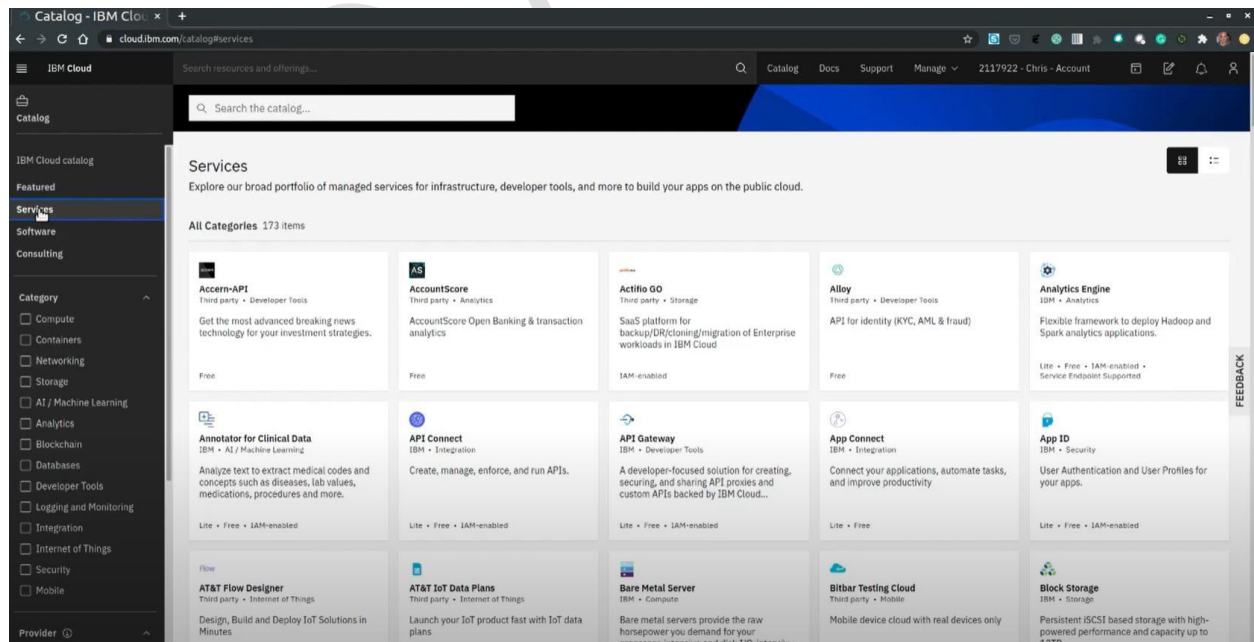 Catalog - IBM Clou × +
cloud.ibm.com/catalog#services
IBM Cloud
Search resources and offerings...
Catalog Docs Support Manage 2117922 - Chris - Account
Catalog
Search the catalog...
IBM Cloud catalog
Featured
Services
Software
Consulting
Category
Compute
Containers
Networking
Storage
AI / Machine Learning
Analytics
Blockchain
Databases
Developer Tools
Logging and Monitoring
Integration
Internet of Things
Security
Mobile
Provider
Services
Explore our broad portfolio of managed services for infrastructure, developer tools, and more to build your apps on the public cloud.
All Categories 173 items
Accern-API
Third party • Developer Tools
Get the most advanced breaking news
technology for your investment strategies.
Free
AS
AccountScore
Third party • Analytics
AccountScore Open Banking & transaction
analytics
Free
Actifio GO
Third party • Storage
SaaS platform for
backup/DR/cloning/migration of Enterprise
workloads in IBM Cloud
IAM-enabled
Alloy
Third party • Developer Tools
API for identity (KYC, AML & fraud)
Free
Analytics Engine
IBM • Analytics
Flexible framework to deploy Hadoop and
Spark analytics applications.
Lite • Free • IAM-enabled •
Service Endpoint Supported
Annotator for Clinical Data
IBM • AI / Machine Learning
Analyze text to extract medical codes and
concepts such as diseases, lab values,
medications, procedures and more.
Lite • Free • IAM-enabled
API Connect
IBM • Integration
Create, manage, enforce, and run APIs.
Lite • Free • IAM-enabled
API Gateway
IBM • Developer Tools
A developer-focused solution for creating,
securing, and sharing API proxies and
custom APIs backed by IBM Cloud...
Lite • Free • IAM-enabled
App Connect
IBM • Integration
Connect your applications, automate tasks,
and improve productivity
Lite • Free
App ID
IBM • Security
User Authentication and User Profiles for
your apps.
Lite • Free • IAM-enabled
Flow
AT&T Flow Designer
Third party • Internet of Things
Design, Build and Deploy IoT Solutions in
Minutes
AT&T IoT Data Plans
Third party • Internet of Things
Launch your IoT product fast with IoT data
plans
Bare Metal Server
IBM • Compute
Bare metal servers provide the raw
horsepower you demand for your
Bitbar Testing Cloud
Third party • Mobile
Mobile device cloud with real devices only
Block Storage
IBM • Storage
Persistent iSCSI based storage with high-
powered performance and capacity up to
FEEDBACK